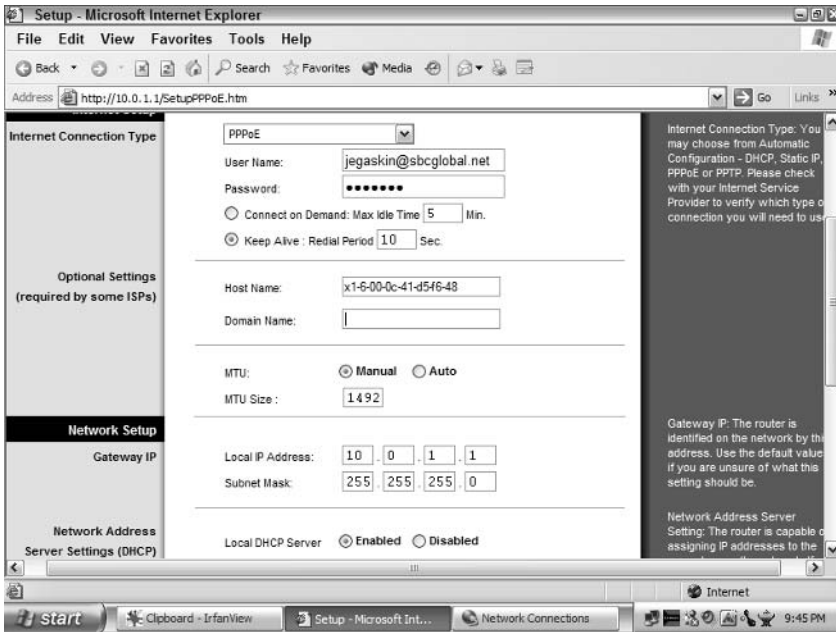 Setup - Microsoft Internet Explorer
File Edit View Favorites Tools Help
Back Search Favorites Media
Address http://10.0.1.1/SetupPPPoE.htm Go Links »
Internet Connection Type
PPPoE
User Name: jegaskin@sbcglobal.net
Password: •••••••
Connect on Demand: Max Idle Time 5 Min.
Keep Alive : Redial Period 10 Sec.
Optional Settings
(required by some ISPs)
Host Name: x1-6-00-0c-41-d5-f6-48
Domain Name:
MTU: Manual Auto
MTU Size : 1492
Network Setup
Gateway IP
Local IP Address: 10 . 0 . 1 . 1
Subnet Mask: 255 . 255 . 255 . 0
Network Address
Server Settings (DHCP)
Local DHCP Server Enabled Disabled
Internet Connection Type: You
may choose from Automatic
Configuration - DHCP, Static IP,
PPPoE or PPTP. Please check
with your Internet Service
Provider to verify which type o
connection you will need to use
Gateway IP: The router is
identified on the network by thi
address. Use the default value
if you are unsure of what this
setting should be.
Network Address Server
Setting: The router is capable o
assigning IP addresses to the
Internet
start Clipboard - IrfanView Setup - Microsoft Int... Network Connections 9:45 PM